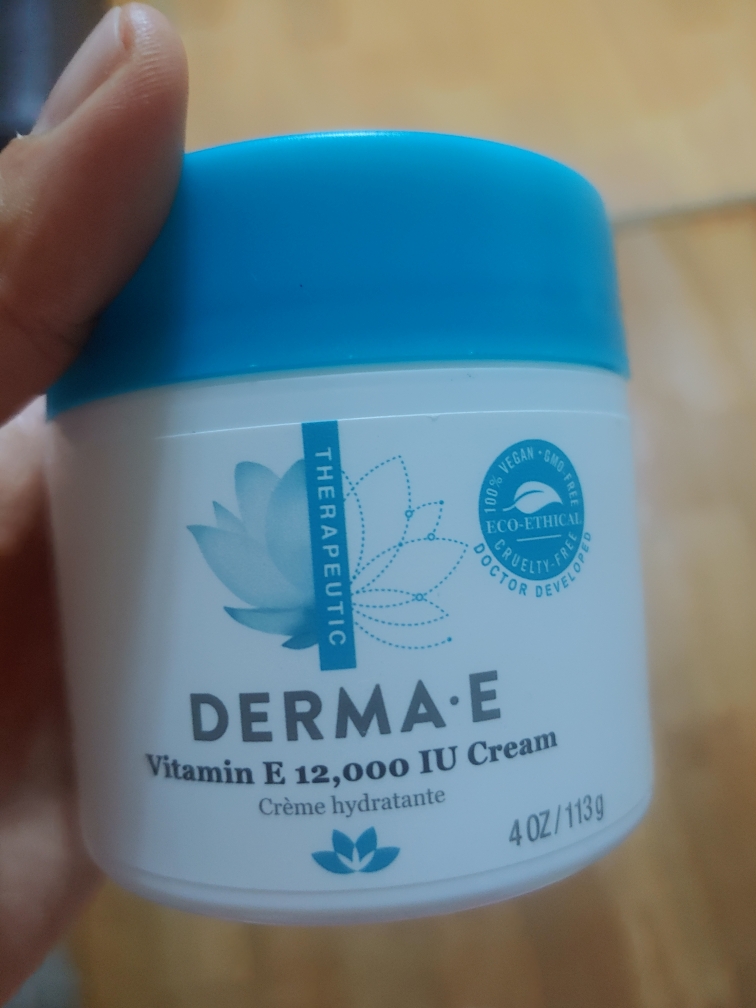 THERAPEUTIC
100% VEGAN • GMO-FREE
ECO-ETHICAL
CRUELTY-FREE
DOCTOR DEVELOPED
DERMA·E
Vitamin E 12,000 IU Cream
Crème hydratante
4 OZ/113g